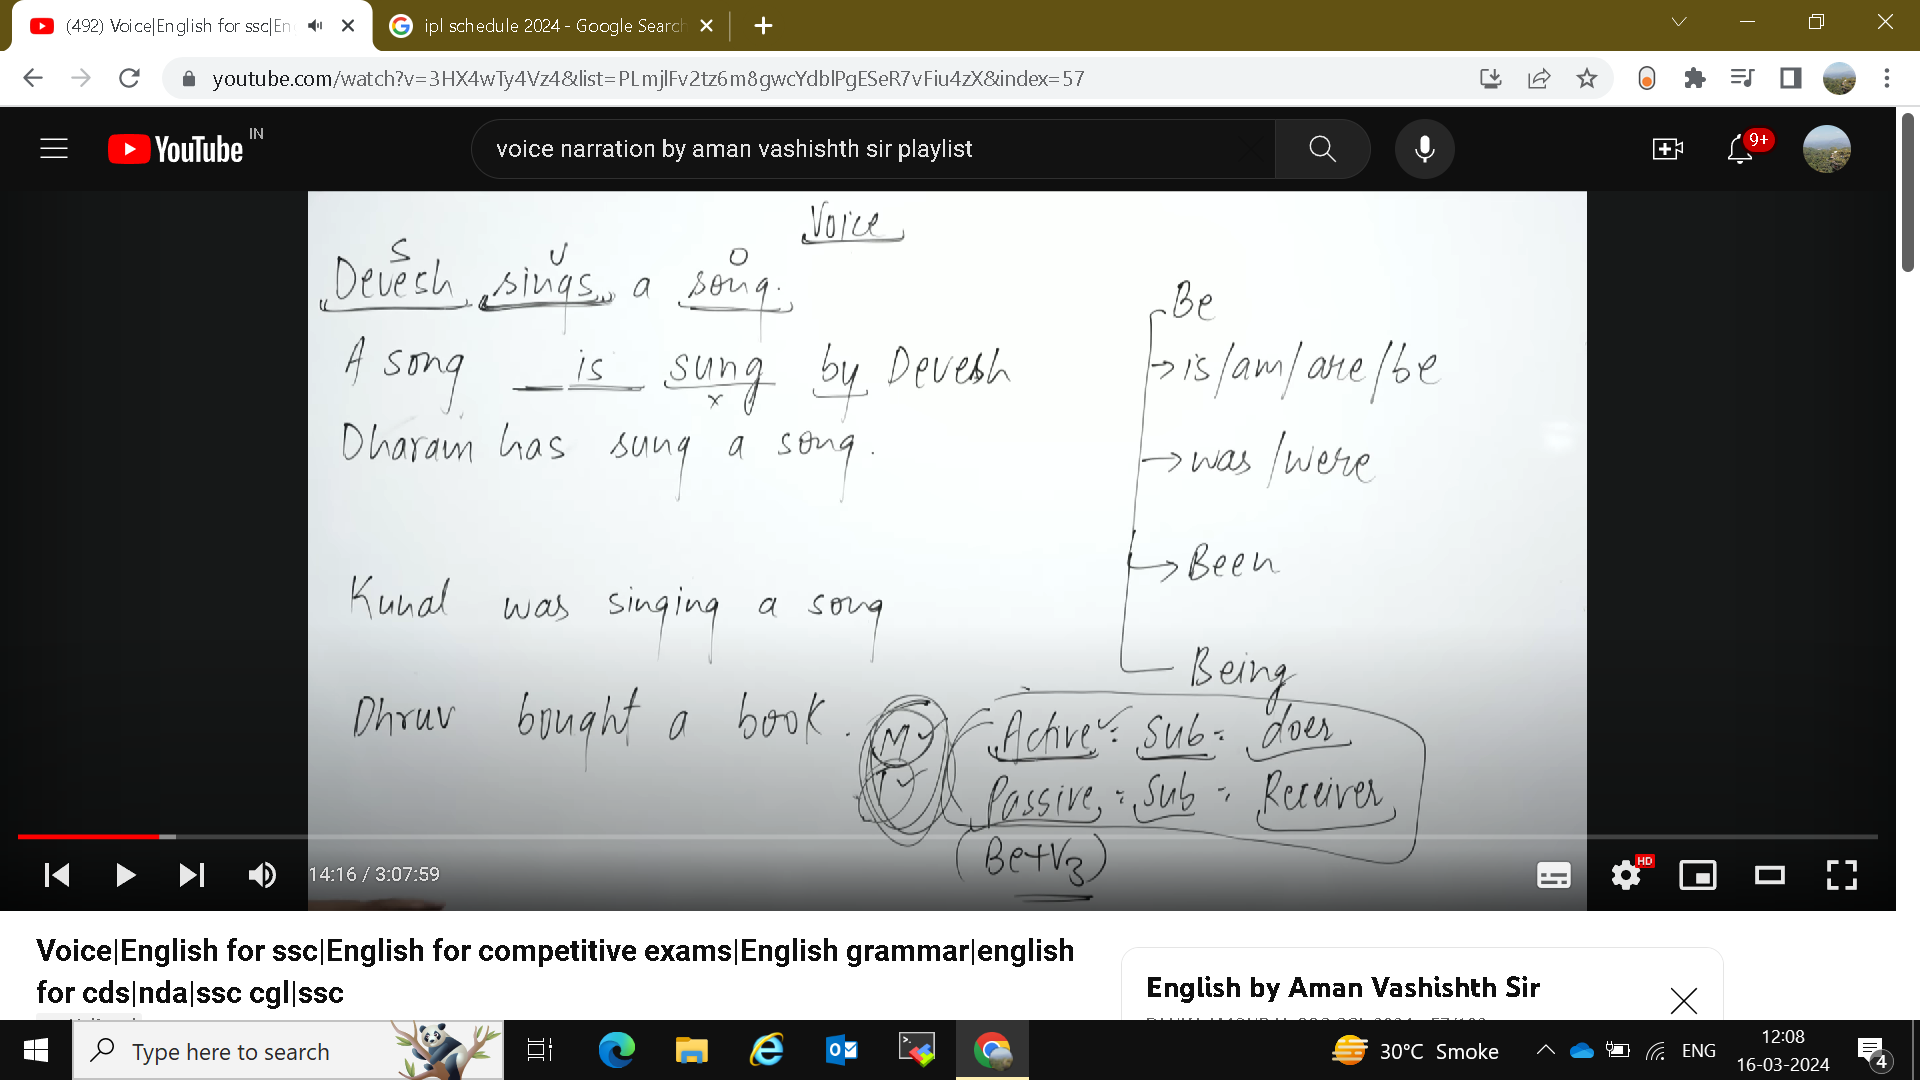 (492) Voice|English for ssc|En
ipl schedule 2024 - Google Search
youtube.com/watch?v=3HX4wTy4Vz4&list=PLmjlFv2tz6m8gwcYdblPgESeR7vFiu4zX&index=57
YouTube IN
voice narration by aman vashishth sir playlist
9+
Voice
S V O
Devesh sings a song.
A song is sung by Devesh
x
Dharam has sung a song.
Kunal was singing a song
Dhruv bought a book.
Be
is/am/are/be
was/were
Been
Being
M
Active = Sub = doer
Passive = Sub = Receiver
(Be+V3)
14:16 / 3:07:59
HD
Voice|English for ssc|English for competitive exams|English grammar|english
for cds|nda|ssc cgl|ssc
English by Aman Vashishth Sir
Type here to search
30°C Smoke
ENG
12:08
16-03-2024
4